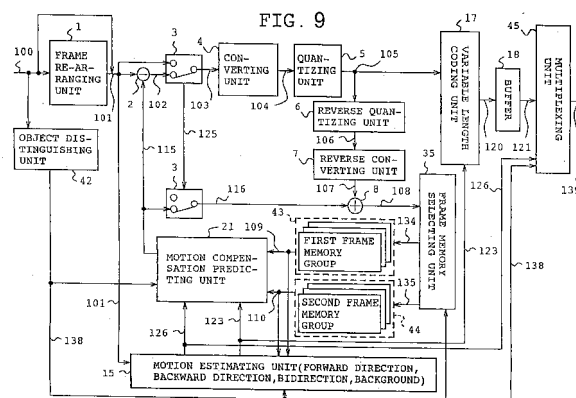 FIG. 9
1
3
4
5
105
17
45
100
FRAME
RE-AR-
RANGING
UNIT
CON-
VERTING
UNIT
QUAN-
TIZING
UNIT
VARIABLE LENGTH
CODING UNIT
18
BUFFER
MULTIPLEXING
UNIT
101
2
102
103
104
6
REVERSE QUAN-
TIZING UNIT
120
121
OBJECT DIS-
TINGUISHING
UNIT
42
125
115
106
7
REVERSE CON-
VERTING UNIT
35
126
139
3
116
107
8
108
FRAME MEMORY
SELECTING UNIT
21
109
43
134
123
138
MOTION COMPEN-
SATION PREDIC-
TING UNIT
FIRST FRAME
MEMORY
GROUP
135
SECOND FRAME
MEMORY
GROUP
101
126
123
110
44
138
15
MOTION ESTIMATING UNIT(FORWARD DIRECTION,
BACKWARD DIRECTION,BIDIRECTION,BACKGROUND)